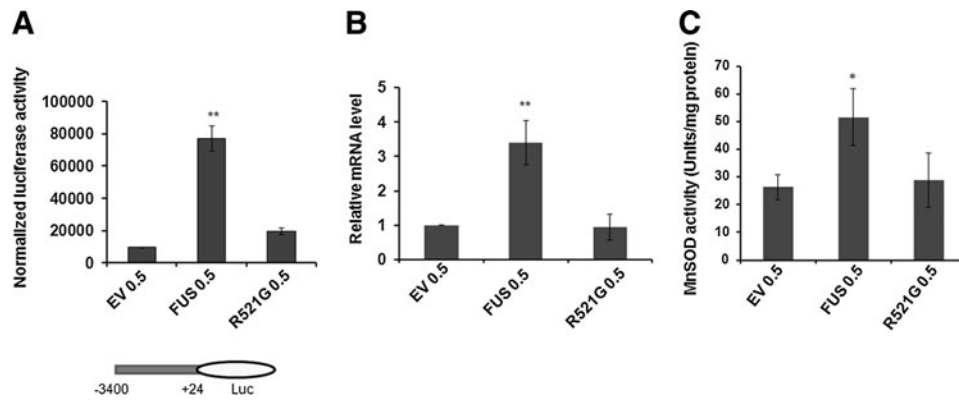 A
Normalized luciferase activity
100000
80000
60000
40000
20000
0
**
EV 0.5
FUS 0.5
R521G 0.5
-3400
+24
Luc
B
Relative mRNA level
5
4
3
2
1
0
**
EV 0.5
FUS 0.5
R521G 0.5
C
MnSOD activity (Units/mg protein)
70
60
50
40
30
20
10
0
*
EV 0.5
FUS 0.5
R521G 0.5